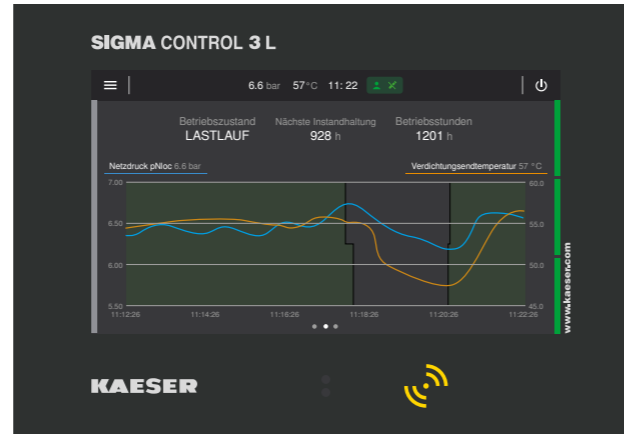 SIGMA CONTROL 3 L
6.6 bar 57°C 11:22
Betriebszustand Nächste Instandhaltung Betriebsstunden
LASTLAUF 928 h 1201 h
Netzdruck pNloc 6.6 bar Verdichtungsendtemperatur 57 °C
7.00 60.0
6.50 55.0
6.00 50.0
5.50 45.0
11:12:26 11:14:26 11:16:26 11:18:26 11:20:26 11:22:26
www.kaeser.com
KAESER